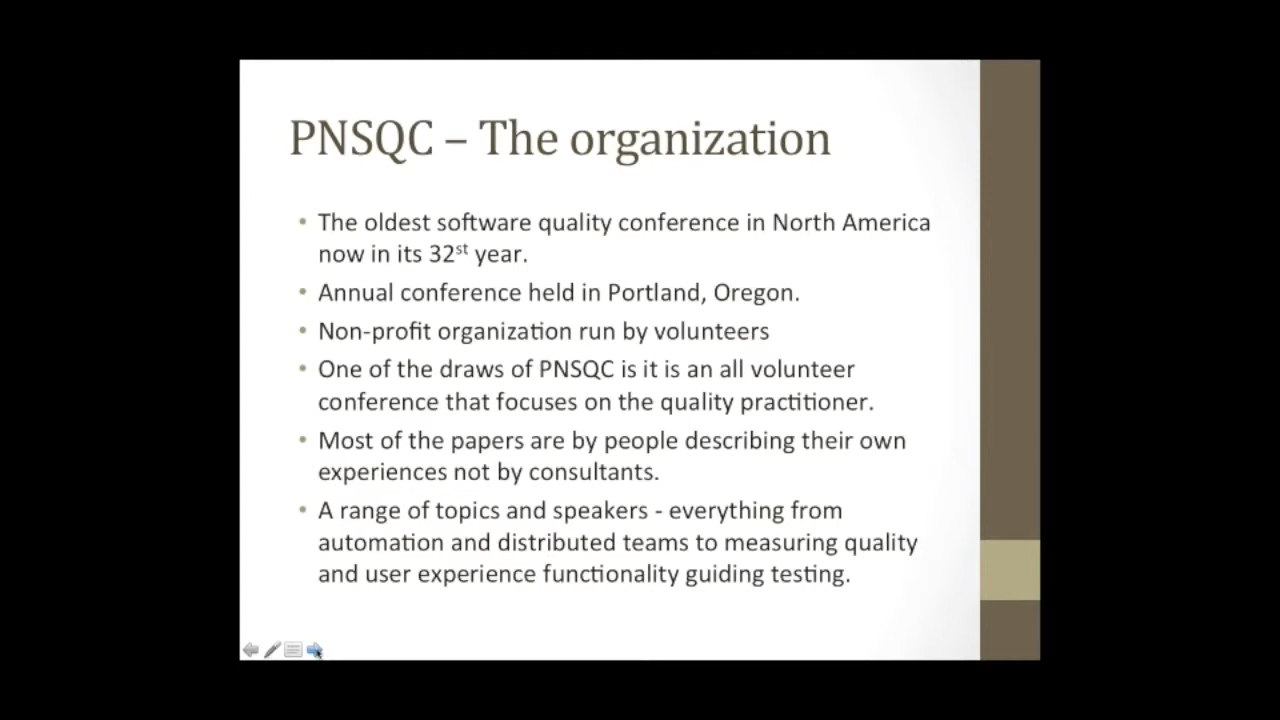 PNSQC – The organization
• The oldest software quality conference in North America
now in its 32st year.
• Annual conference held in Portland, Oregon.
• Non-profit organization run by volunteers
• One of the draws of PNSQC is it is an all volunteer
conference that focuses on the quality practitioner.
• Most of the papers are by people describing their own
experiences not by consultants.
• A range of topics and speakers - everything from
automation and distributed teams to measuring quality
and user experience functionality guiding testing.